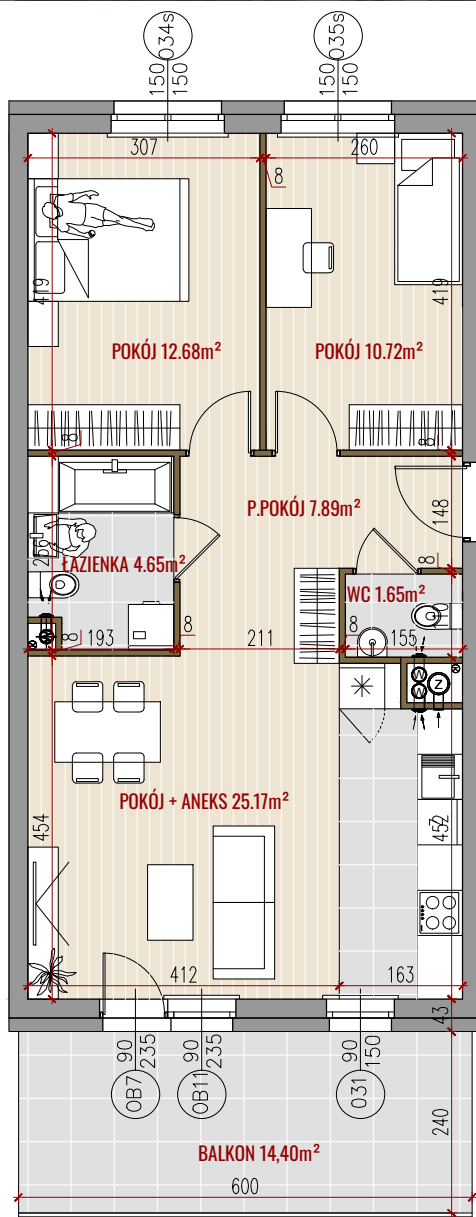 150 034s 150
150 035s 150
307
260
8
419
419
POKÓJ 12.68m²
POKÓJ 10.72m²
8
8
P.POKÓJ 7.89m²
148
ŁAZIENKA 4.65m²
8
WC 1.65m²
8
193
8
211
8
155
W
W
W
Z
POKÓJ + ANEKS 25.17m²
454
452
412
163
43
90 235
90 235
90 150
OB7
OB11
031
240
BALKON 14,40m²
600